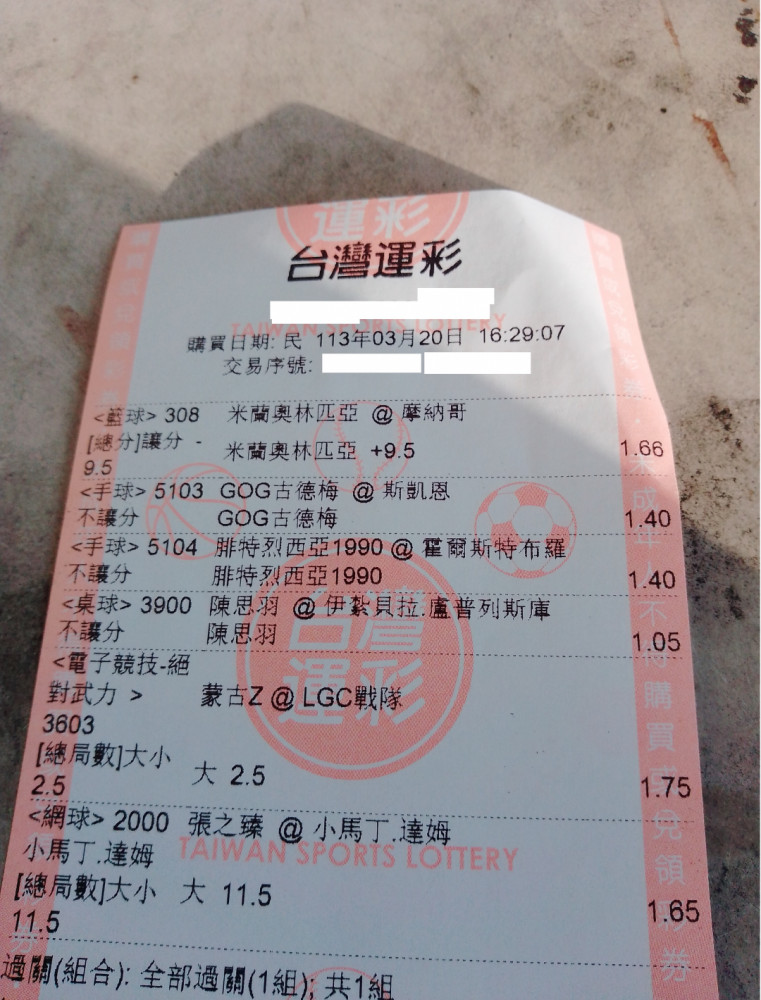 運彩
台灣運彩
TAIWAN SPORTS LOTTERY
購買日期: 民 113年03月20日 16:29:07
交易序號:
<籃球> 308 米蘭奧林匹亞 @ 摩納哥
[總分]讓分 - 米蘭奧林匹亞 +9.5 1.66
9.5
<手球> 5103 GOG古德梅 @ 斯凱恩
不讓分 GOG古德梅 1.40
<手球> 5104 腓特烈西亞1990 @ 霍爾斯特布羅
不讓分 腓特烈西亞1990 1.40
<桌球> 3900 陳思羽 @ 伊紮貝拉.盧普列斯庫
不讓分 陳思羽 1.05
台灣運彩
<電子競技-絕
對武力 > 蒙古Z @ LGC戰隊
3603
[總局數]大小 大 2.5 1.75
2.5
<網球> 2000 張之臻 @ 小馬丁.達姆
小馬丁.達姆
TAIWAN SPORTS LOTTERY
[總局數]大小 大 11.5 1.65
11.5
過關(組合): 全部過關(1組); 共1組